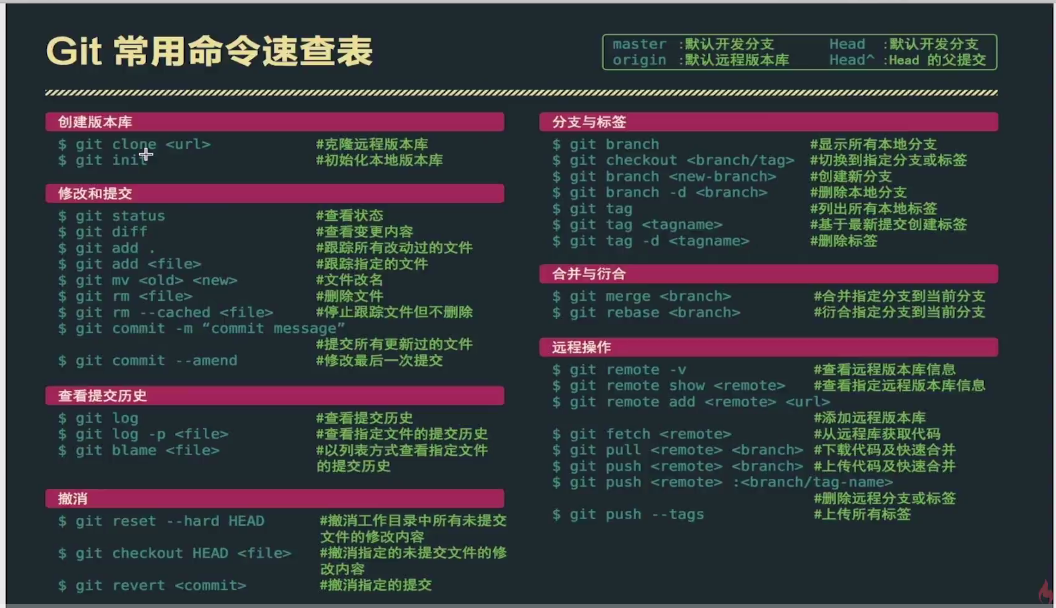 Git 常用命令速查表
master :默认开发分支 Head :默认开发分支
origin :默认远程版本库 Head^ :Head 的父提交
创建版本库
$ git clone <url> #克隆远程版本库
$ git init #初始化本地版本库
修改和提交
$ git status #查看状态
$ git diff #查看变更内容
$ git add . #跟踪所有改动过的文件
$ git add <file> #跟踪指定的文件
$ git mv <old> <new> #文件改名
$ git rm <file> #删除文件
$ git rm --cached <file> #停止跟踪文件但不删除
$ git commit -m “commit message”
#提交所有更新过的文件
$ git commit --amend #修改最后一次提交
查看提交历史
$ git log #查看提交历史
$ git log -p <file> #查看指定文件的提交历史
$ git blame <file> #以列表方式查看指定文件
的提交历史
撤消
$ git reset --hard HEAD #撤消工作目录中所有未提交
文件的修改内容
$ git checkout HEAD <file> #撤消指定的未提交文件的修
改内容
$ git revert <commit> #撤消指定的提交
分支与标签
$ git branch #显示所有本地分支
$ git checkout <branch/tag> #切换到指定分支或标签
$ git branch <new-branch> #创建新分支
$ git branch -d <branch> #删除本地分支
$ git tag #列出所有本地标签
$ git tag <tagname> #基于最新提交创建标签
$ git tag -d <tagname> #删除标签
合并与衍合
$ git merge <branch> #合并指定分支到当前分支
$ git rebase <branch> #衍合指定分支到当前分支
远程操作
$ git remote -v #查看远程版本库信息
$ git remote show <remote> #查看指定远程版本库信息
$ git remote add <remote> <url>
#添加远程版本库
$ git fetch <remote> #从远程库获取代码
$ git pull <remote> <branch> #下载代码及快速合并
$ git push <remote> <branch> #上传代码及快速合并
$ git push <remote> :<branch/tag-name>
#删除远程分支或标签
$ git push --tags #上传所有标签